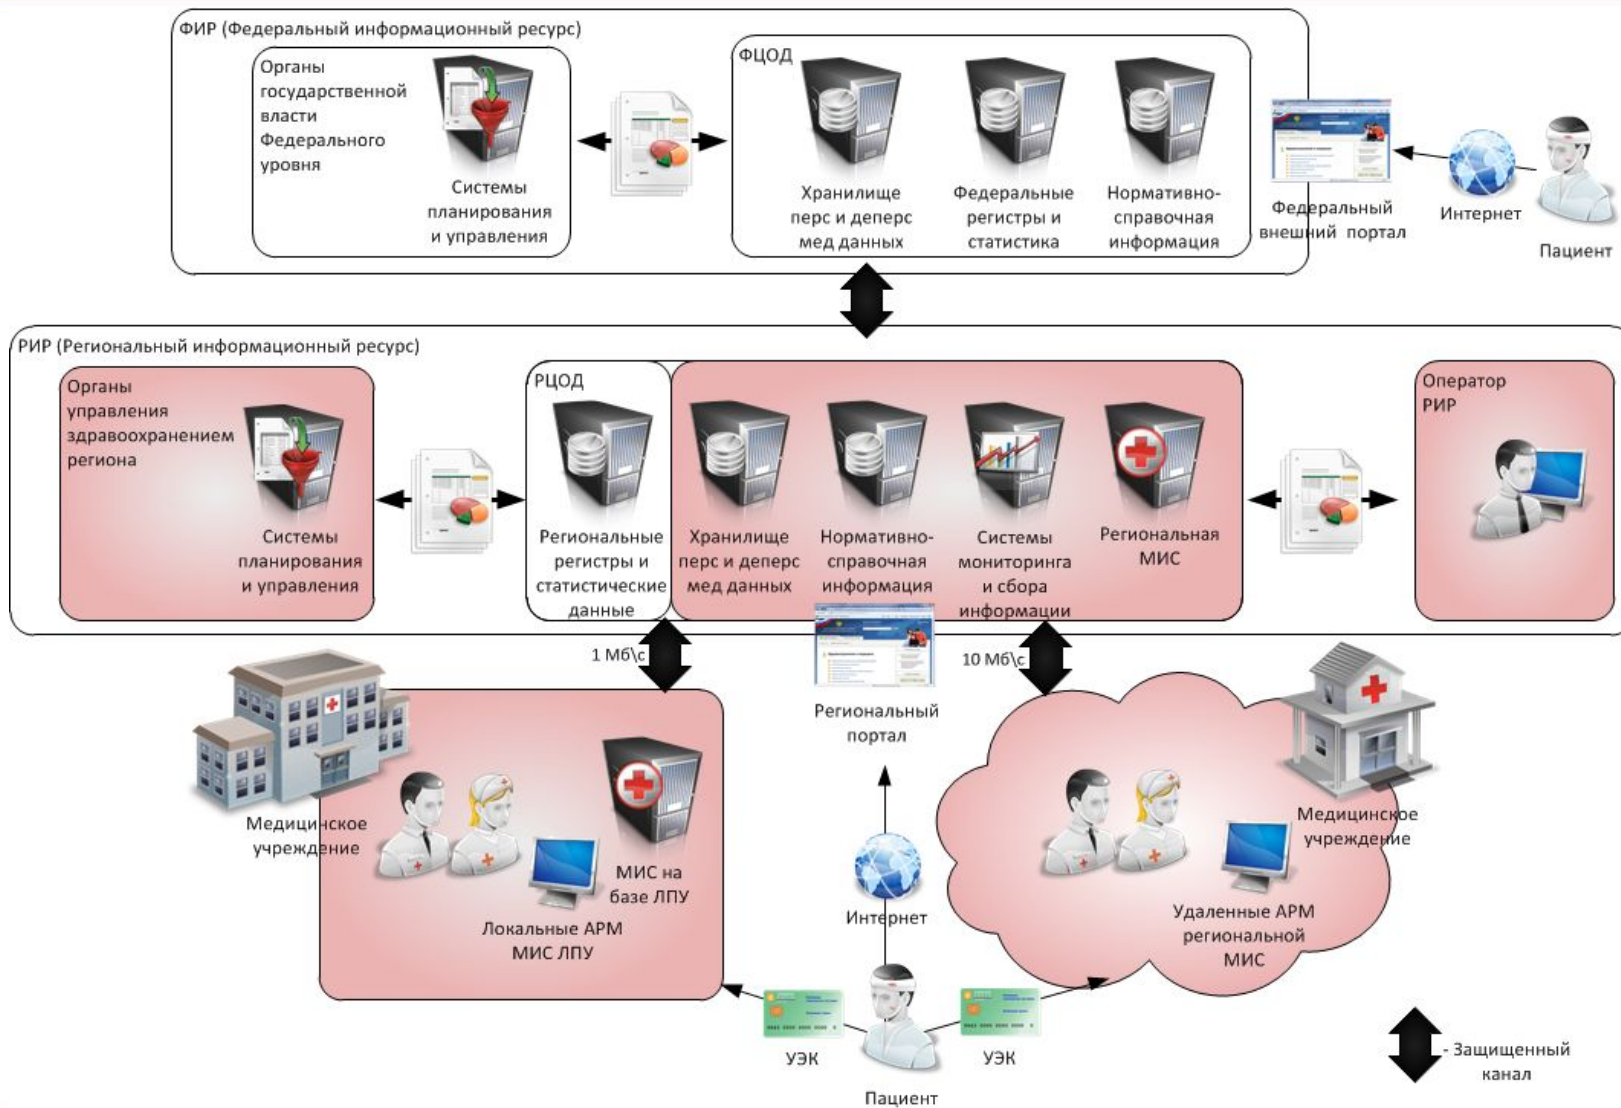 ФИР (Федеральный информационный ресурс)
Органы
государственной
власти
Федерального
уровня
Системы
планирования
и управления
ФЦОД
Хранилище
перс и деперс
мед данных
Федеральные
регистры и
статистика
Нормативно-
справочная
информация
Федеральный
внешний портал
Интернет
Пациент
РИР (Региональный информационный ресурс)
Органы
управления
здравоохранением
региона
Системы
планирования
и управления
РЦОД
Региональные
регистры и
статистические
данные
Хранилище
перс и деперс
мед данных
Нормативно-
справочная
информация
Системы
мониторинга
и сбора
информации
Региональная
МИС
Оператор
РИР
1 Мб\с
10 Мб\с
Региональный
портал
Медицинское
учреждение
МИС на
базе ЛПУ
Локальные АРМ
МИС ЛПУ
Интернет
Медицинское
учреждение
Удаленные АРМ
региональной
МИС
УЭК
УЭК
Пациент
- Защищенный
канал